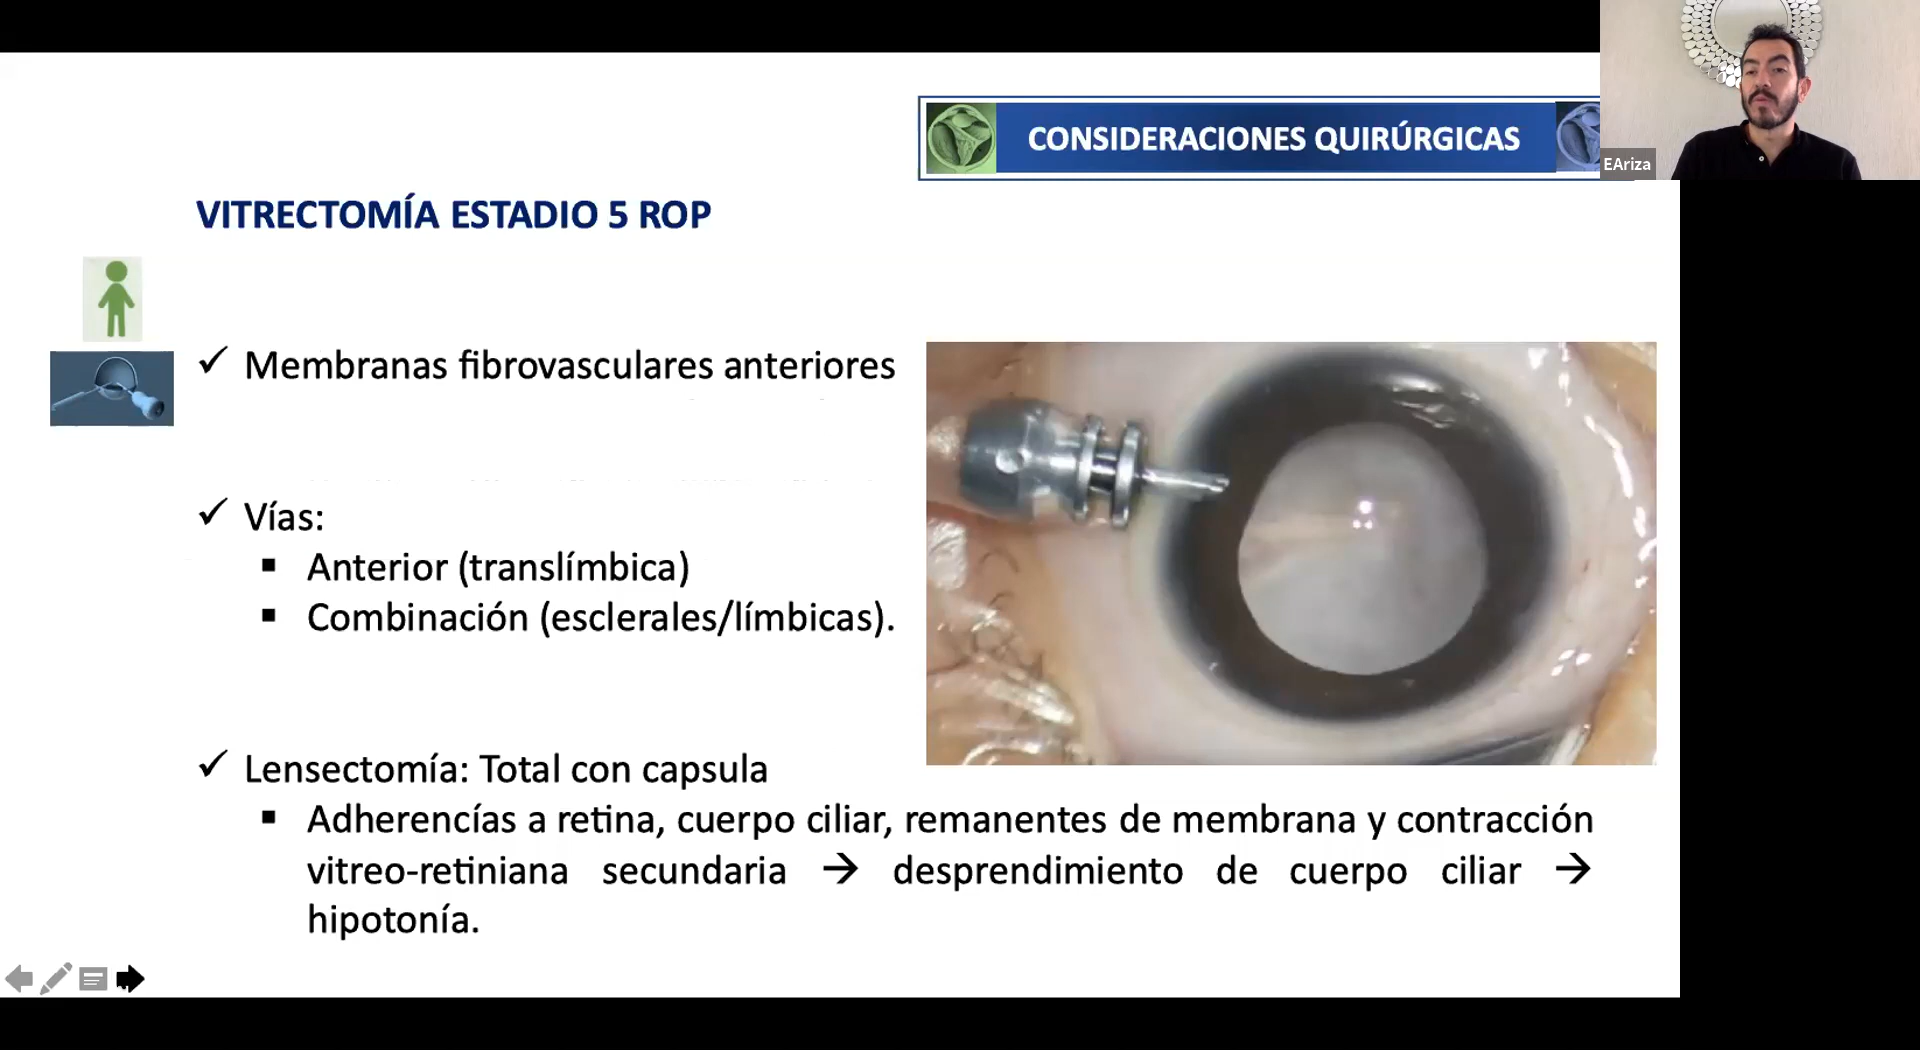 CONSIDERACIONES QUIRÚRGICAS
EAriza
VITRECTOMÍA ESTADIO 5 ROP
✓ Membranas fibrovasculares anteriores
✓ Vías:
▪ Anterior (translímbica)
▪ Combinación (esclerales/límbicas).
✓ Lensectomía: Total con capsula
▪ Adherencías a retina, cuerpo ciliar, remanentes de membrana y contracción
vitreo-retiniana secundaria → desprendimiento de cuerpo ciliar →
hipotonía.